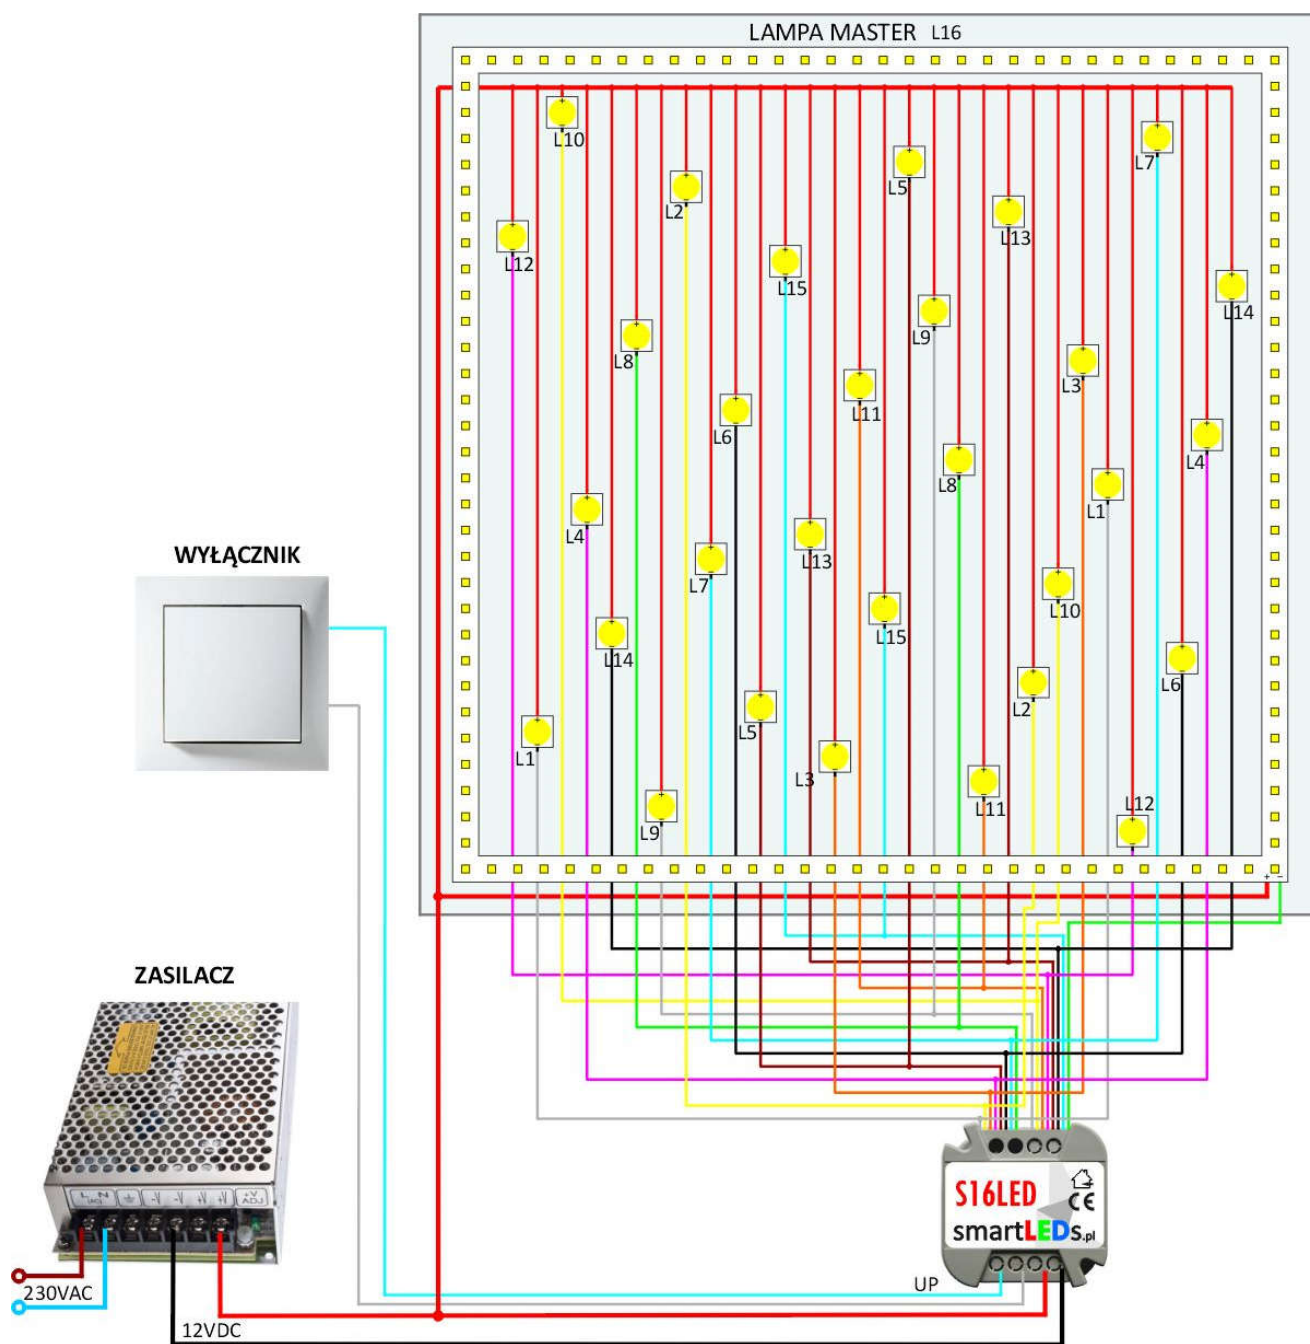 LAMPA MASTER L16
L10
L7
L5
L2
L13
L12
L15
L14
L9
L8
L3
L11
L6
L4
L8
L1
L4
L13
L7
L10
L15
L14
L6
L2
L5
L1
L3
L11
L12
L9
+ –
WYŁĄCZNIK
ZASILACZ
L N
+V ADJ
230VAC
12VDC
UP
S16LED
CE
smartLEDs.pl